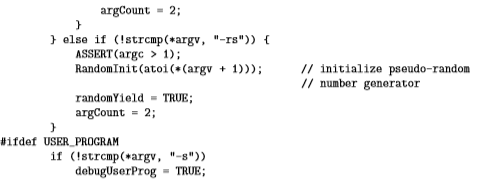 argCount = 2;
            }
        } else if (!strcmp(*argv, "-rs")) {
            ASSERT(argc > 1);
            RandomInit(atoi(*(argv + 1)));      // initialize pseudo-random
                                                // number generator
            randomYield = TRUE;
            argCount = 2;
        }
#ifdef USER_PROGRAM
        if (!strcmp(*argv, "-s"))
            debugUserProg = TRUE;